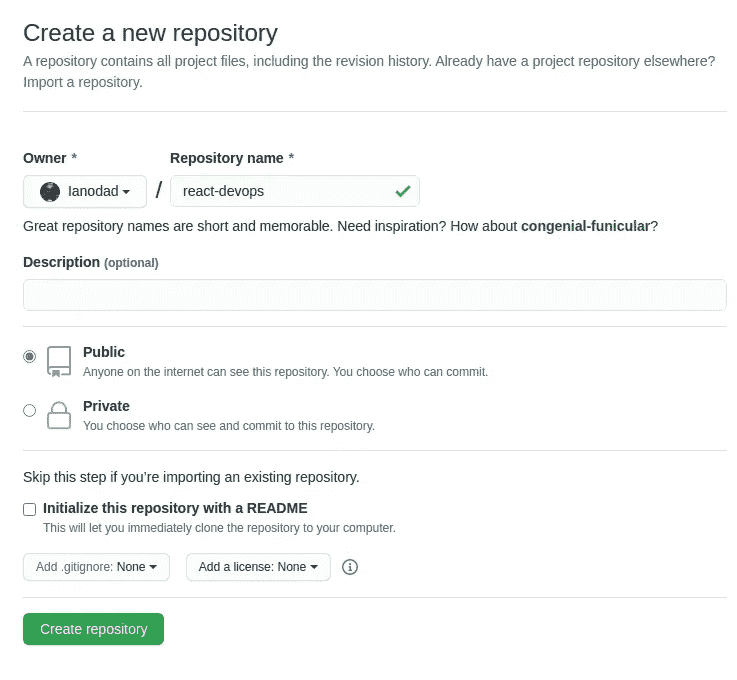 Create a new repository
A repository contains all project files, including the revision history. Already have a project repository elsewhere?
Import a repository.
Owner * Repository name *
lanodad / react-devops
Great repository names are short and memorable. Need inspiration? How about congenial-funicular?
Description (optional)
Public
Anyone on the internet can see this repository. You choose who can commit.
Private
You choose who can see and commit to this repository.
Skip this step if you’re importing an existing repository.
Initialize this repository with a README
This will let you immediately clone the repository to your computer.
Add .gitignore: None Add a license: None
Create repository